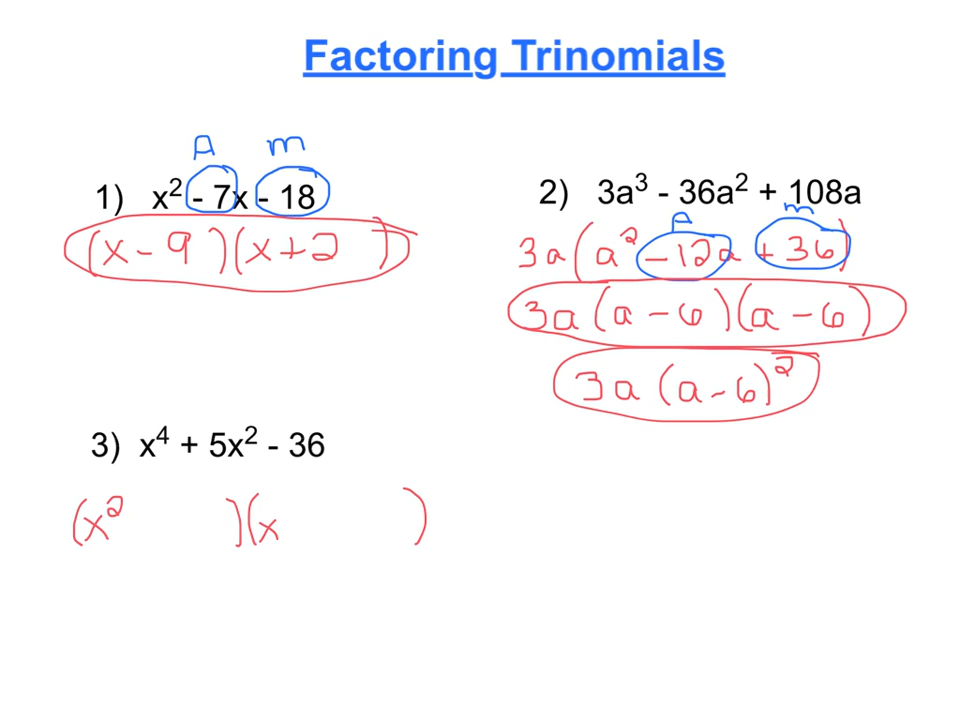 Factoring Trinomials
A m
1) x² - 7x - 18
(x - 9)(x + 2)
2) 3a³ - 36a² + 108a
A m
3a(a² - 12a + 36)
3a(a - 6)(a - 6)
3a(a - 6)²
3) x⁴ + 5x² - 36
(x² )(x )